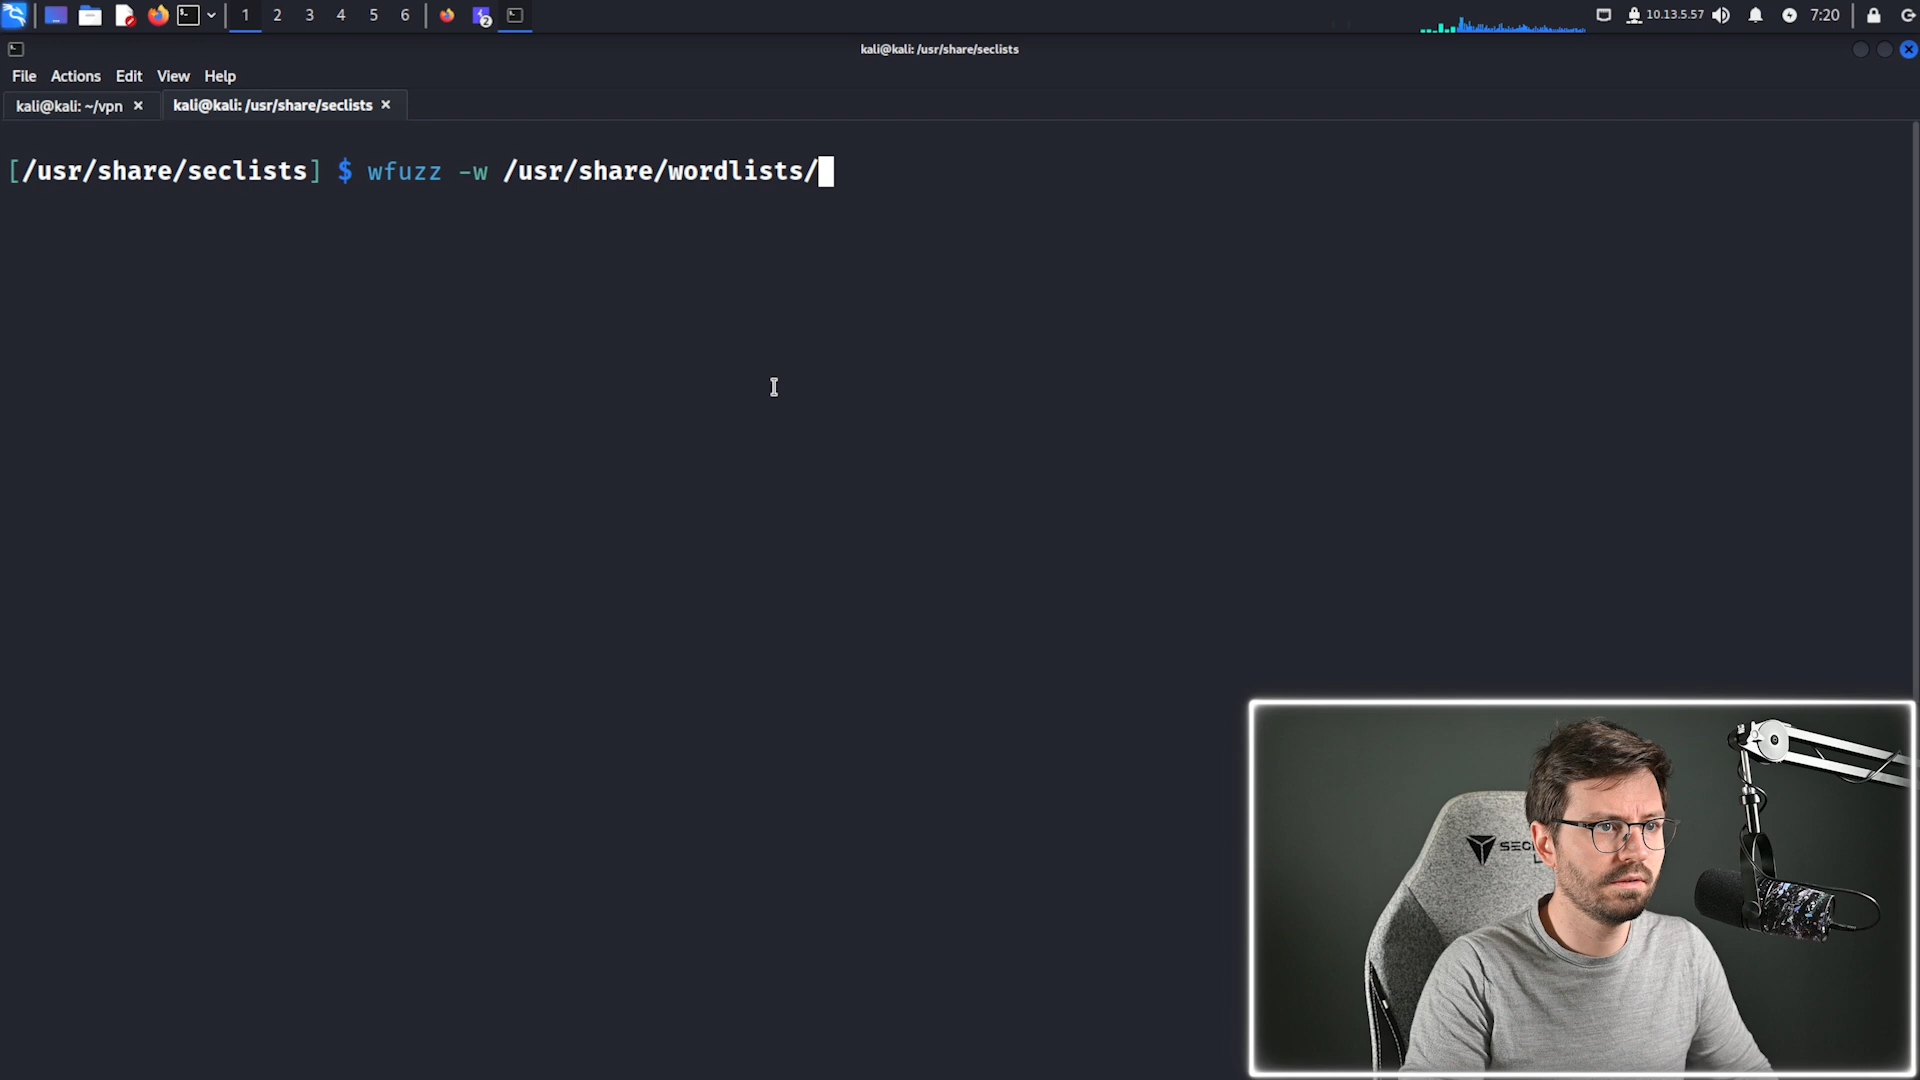 1 2 3 4 5 6 2 10.13.5.57 7:20
kali@kali: /usr/share/seclists
File Actions Edit View Help
kali@kali: ~/vpn kali@kali: /usr/share/seclists
[/usr/share/seclists] $ wfuzz -w /usr/share/wordlists/